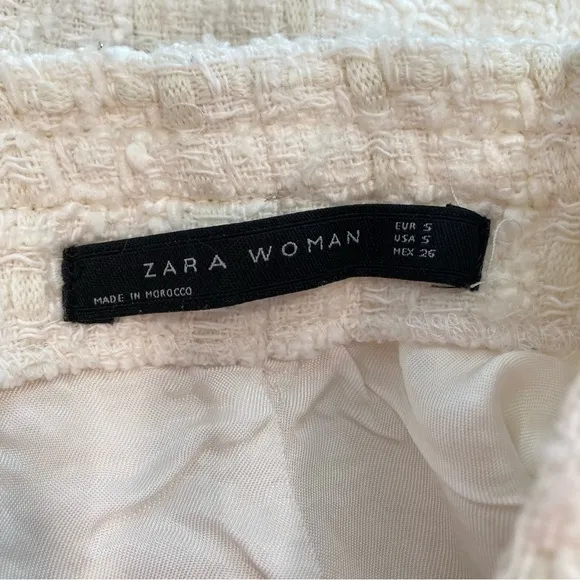 ZARA WOMAN
MADE IN MOROCCO
EUR S
USA S
MEX 26